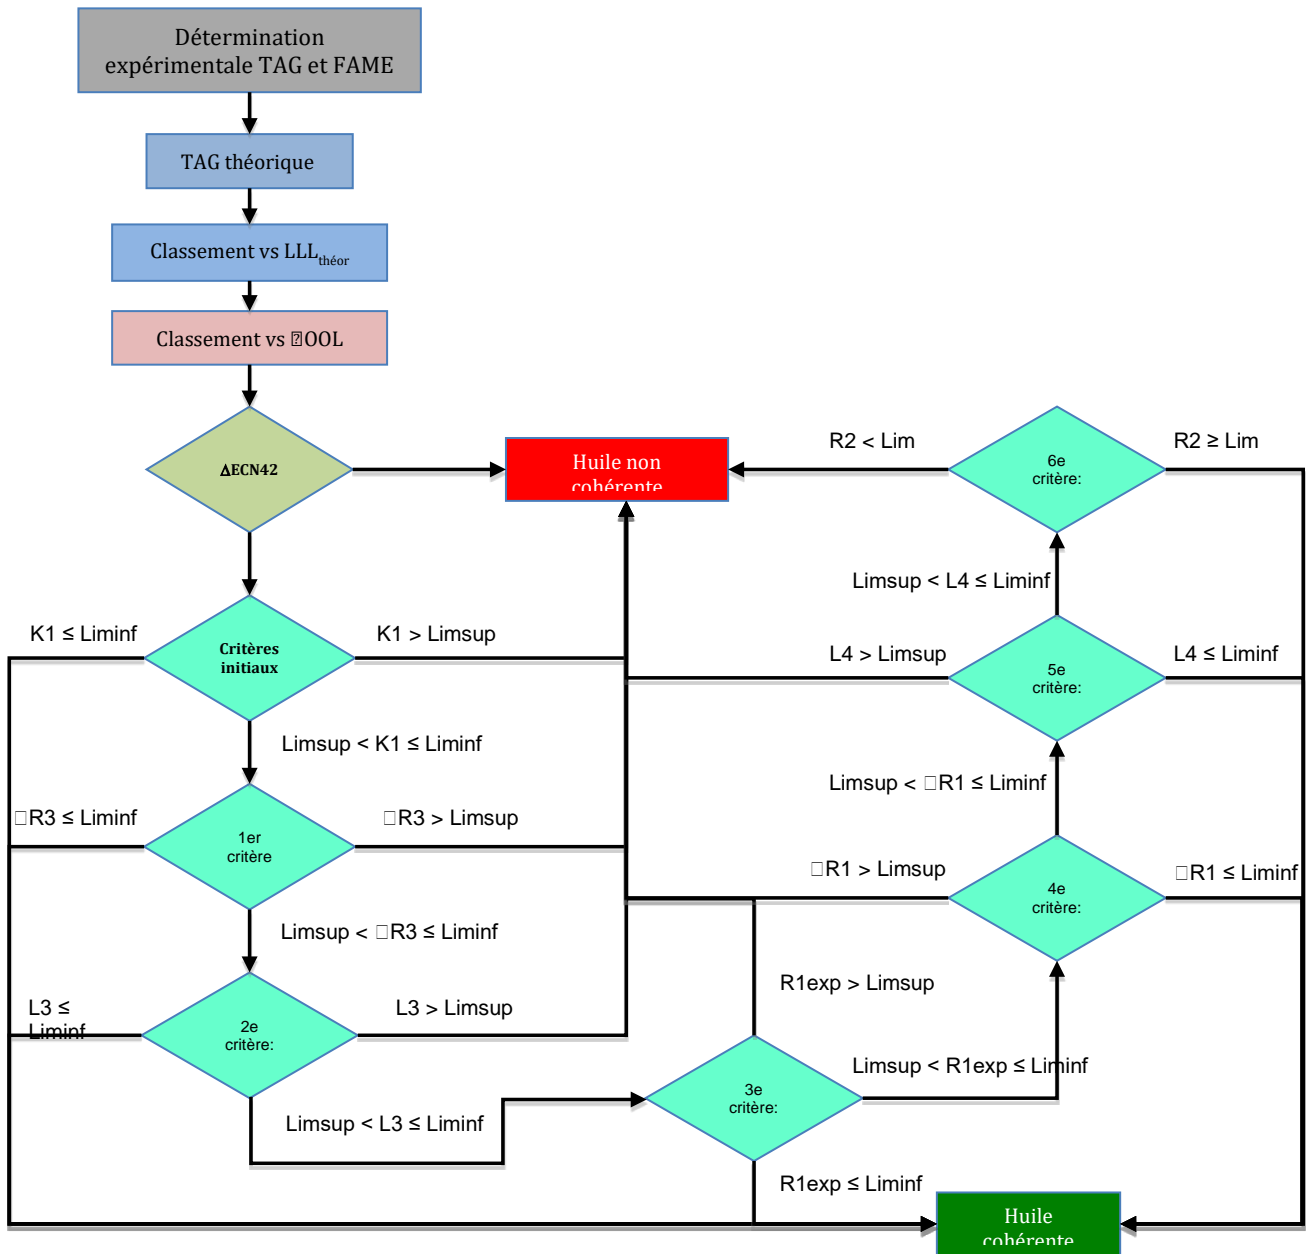 Détermination
expérimentale TAG et FAME
TAG théorique
Classement vs LLLthéor
Classement vs �OOL
ΔECN42
Huile non
cohérente
R2 < Lim
6e
critère:
R2 ≥ Lim
Limsup < L4 ≤ Liminf
K1 ≤ Liminf
Critères
initiaux
K1 > Limsup
L4 > Limsup
5e
critère:
L4 ≤ Liminf
Limsup < K1 ≤ Liminf
Limsup < □R1 ≤ Liminf
□R3 ≤ Liminf
1er
critère
□R3 > Limsup
□R1 > Limsup
4e
critère:
□R1 ≤ Liminf
Limsup < □R3 ≤ Liminf
R1exp > Limsup
L3 ≤
Liminf
2e
critère:
L3 > Limsup
Limsup < R1exp ≤ Liminf
3e
critère:
Limsup < L3 ≤ Liminf
R1exp ≤ Liminf
Huile
cohérente